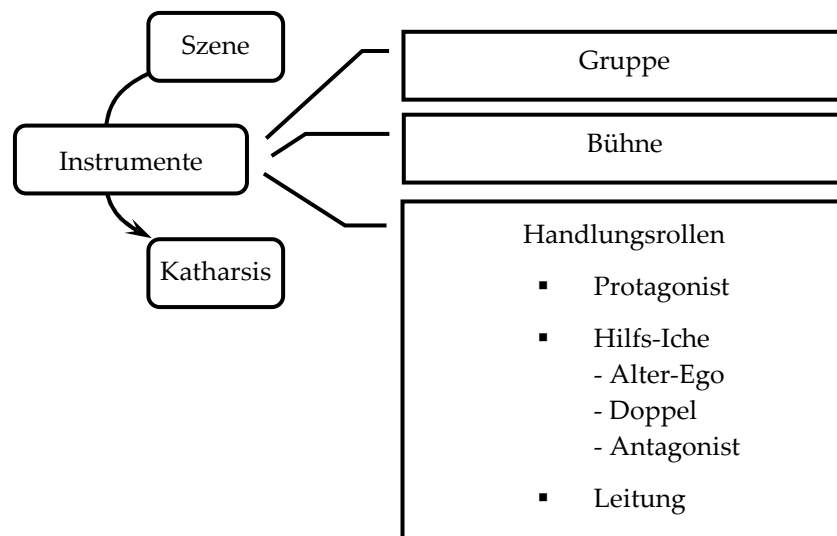 Szene
Instrumente
Katharsis
Gruppe
Bühne
Handlungsrollen
▪ Protagonist
▪ Hilfs-Iche
- Alter-Ego
- Doppel
- Antagonist
▪ Leitung